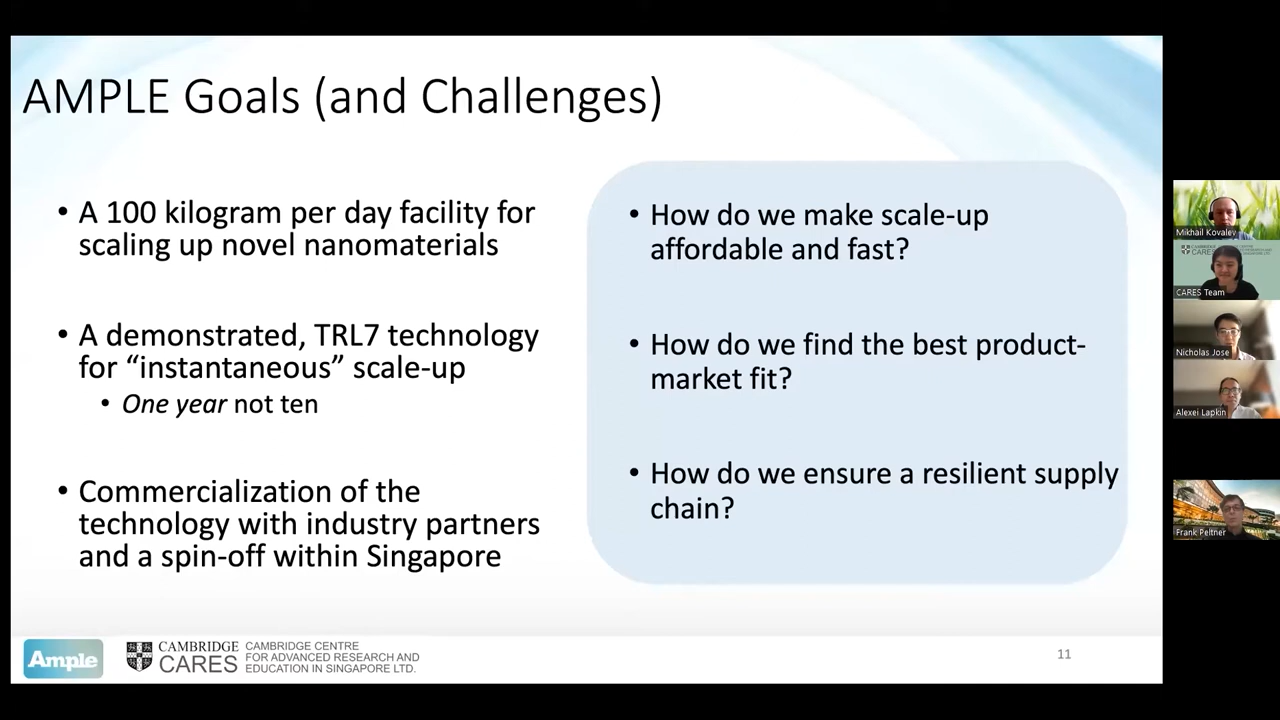 AMPLE Goals (and Challenges)
• A 100 kilogram per day facility for
scaling up novel nanomaterials
• A demonstrated, TRL7 technology
for “instantaneous” scale-up
• One year not ten
• Commercialization of the
technology with industry partners
and a spin-off within Singapore
• How do we make scale-up
affordable and fast?
• How do we find the best product-
market fit?
• How do we ensure a resilient supply
chain?
Ample
CAMBRIDGE
CARES
CAMBRIDGE CENTRE
FOR ADVANCED RESEARCH AND
EDUCATION IN SINGAPORE LTD.
11
Mikhail Kovalev
CARES Team
Nicholas Jose
Alexei Lapkin
Frank Peltner